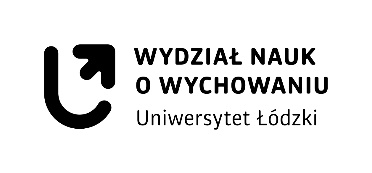 WYDZIAŁ NAUK
O WYCHOWANIU
Uniwersytet Łódzki